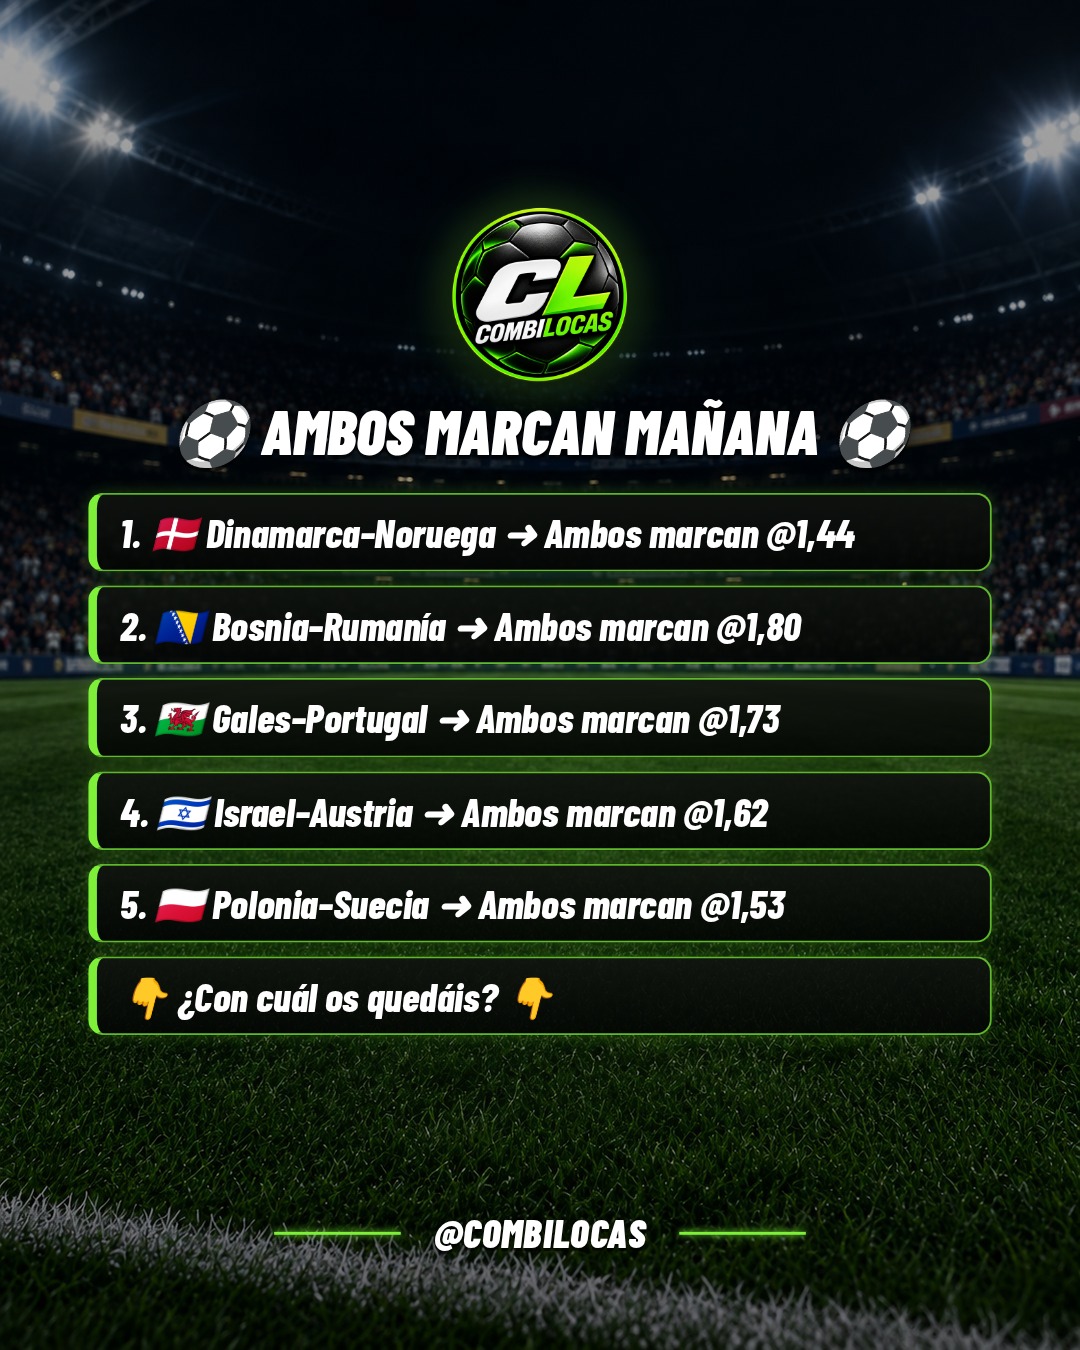 CL
COMBILOCAS
⚽ AMBOS MARCAN MAÑANA ⚽
1. 🇩🇰 Dinamarca-Noruega ➜ Ambos marcan @1,44
2. 🇧🇦 Bosnia-Rumanía ➜ Ambos marcan @1,80
3. 🏴󠁧󠁢󠁷󠁬󠁳󠁿 Gales-Portugal ➜ Ambos marcan @1,73
4. 🇮🇱 Israel-Austria ➜ Ambos marcan @1,62
5. 🇵🇱 Polonia-Suecia ➜ Ambos marcan @1,53
👇 ¿Con cuál os quedáis? 👇
@COMBILOCAS